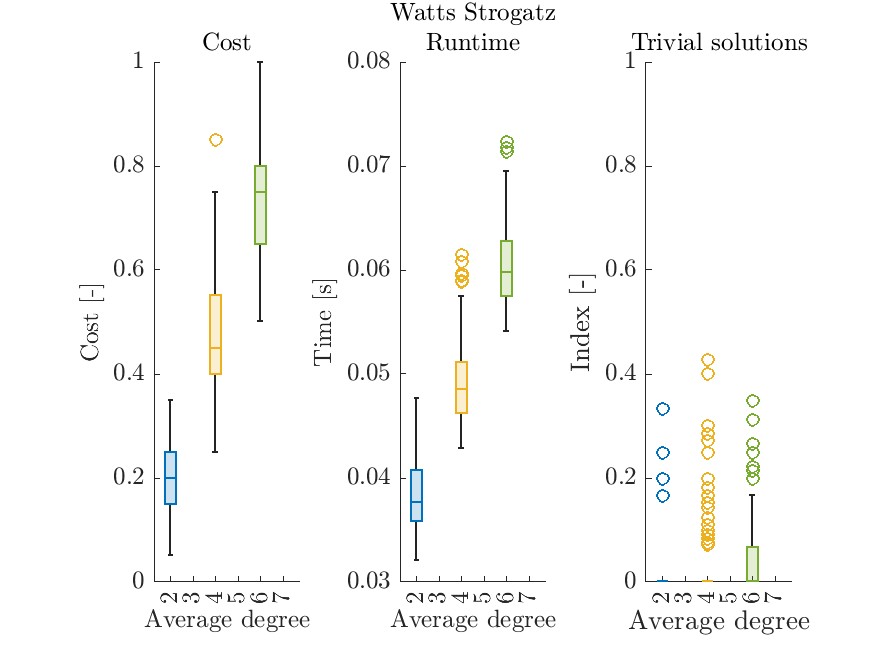 Watts Strogatz
Cost
Runtime
Trivial solutions
1
0.8
0.6
0.4
0.2
0
Cost [-]
2 3 4 5 6 7
Average degree
0.08
0.07
0.06
0.05
0.04
0.03
Time [s]
2 3 4 5 6 7
Average degree
1
0.8
0.6
0.4
0.2
0
Index [-]
2 3 4 5 6 7
Average degree